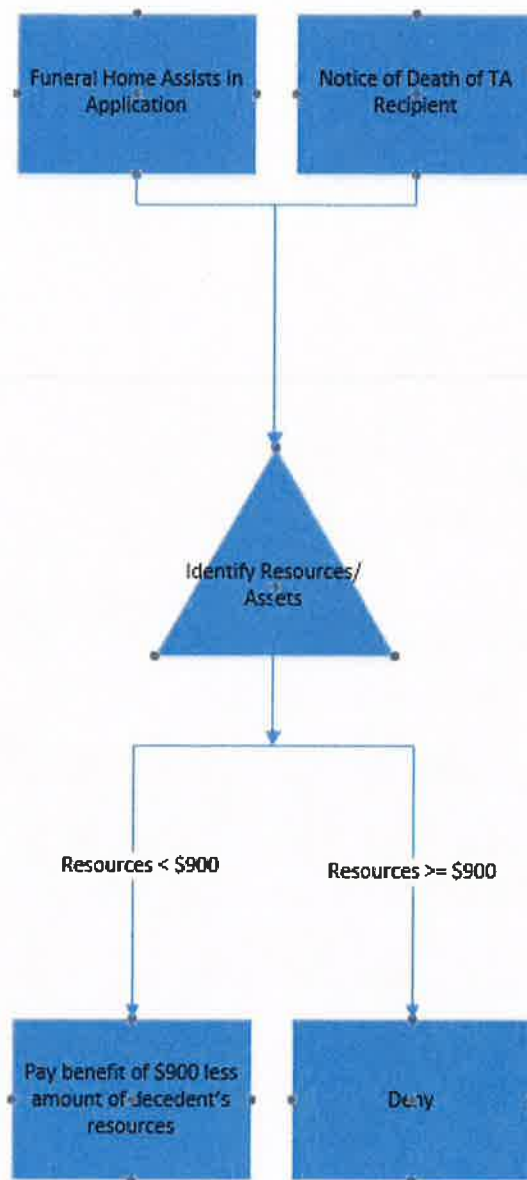 Funeral Home Assists in
Application
Notice of Death of TA
Recipient
Identify Resources/
Assets
Resources < $900
Resources >= $900
Pay benefit of $900 less
amount of decedent's
resources
Deny